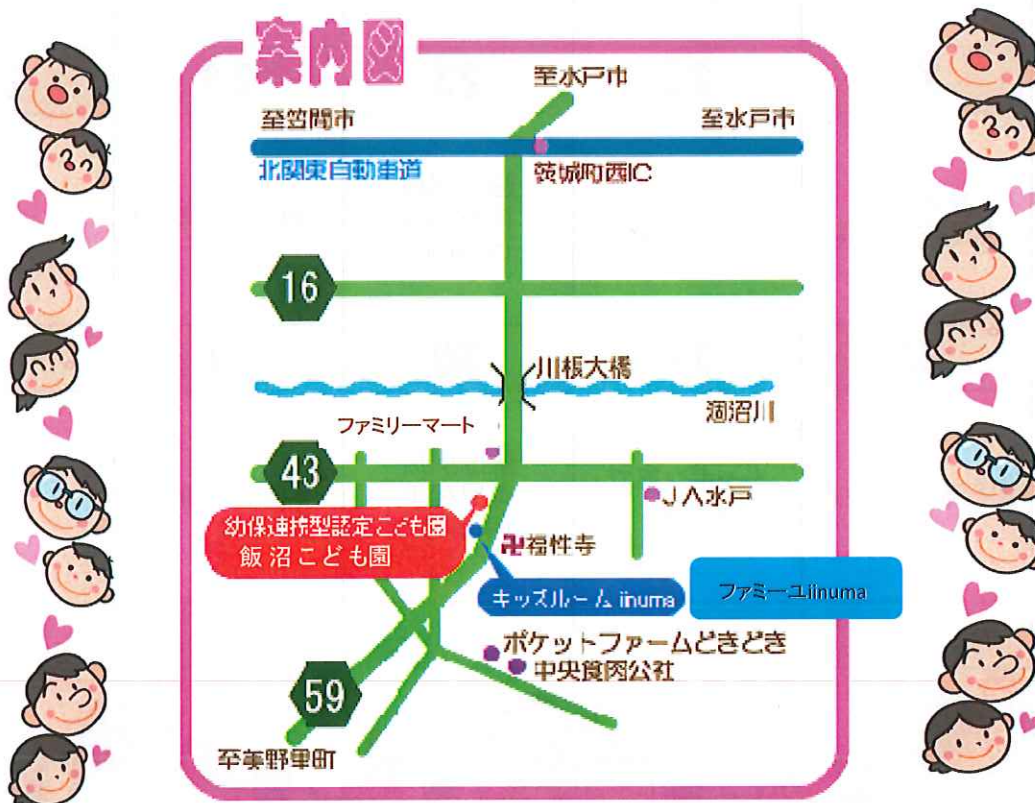 案内図
至水戸市
至笠間市
至水戸市
北関東自動車道
茨城町西IC
16
川根大橋
涸沼川
ファミリーマート
43
JA水戸
幼保連携型認定こども園
飯沼こども園
卍福性寺
キッズルーム iinuma
ファミーユiinuma
ポケットファームどきどき
中央食肉公社
59
至美野里町